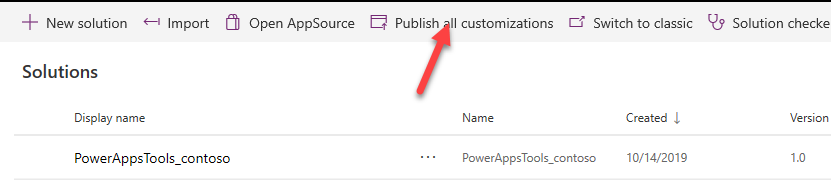 New solution Import Open AppSource Publish all customizations Switch to classic Solution checke
Solutions
Display name Name Created Version
PowerAppsTools_contoso ... PowerAppsTools_contoso 10/14/2019 1.0